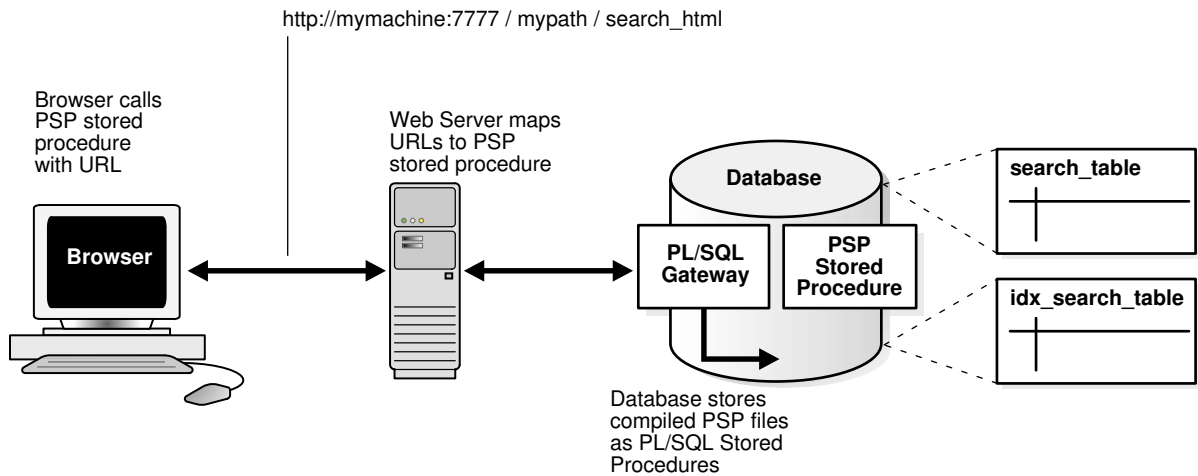 http://mymachine:7777 / mypath / search_html
Browser calls
PSP stored
procedure
with URL
Web Server maps
URLs to PSP
stored procedure
Browser
Database
PL/SQL
Gateway
PSP
Stored
Procedure
search_table
idx_search_table
Database stores
compiled PSP files
as PL/SQL Stored
Procedures